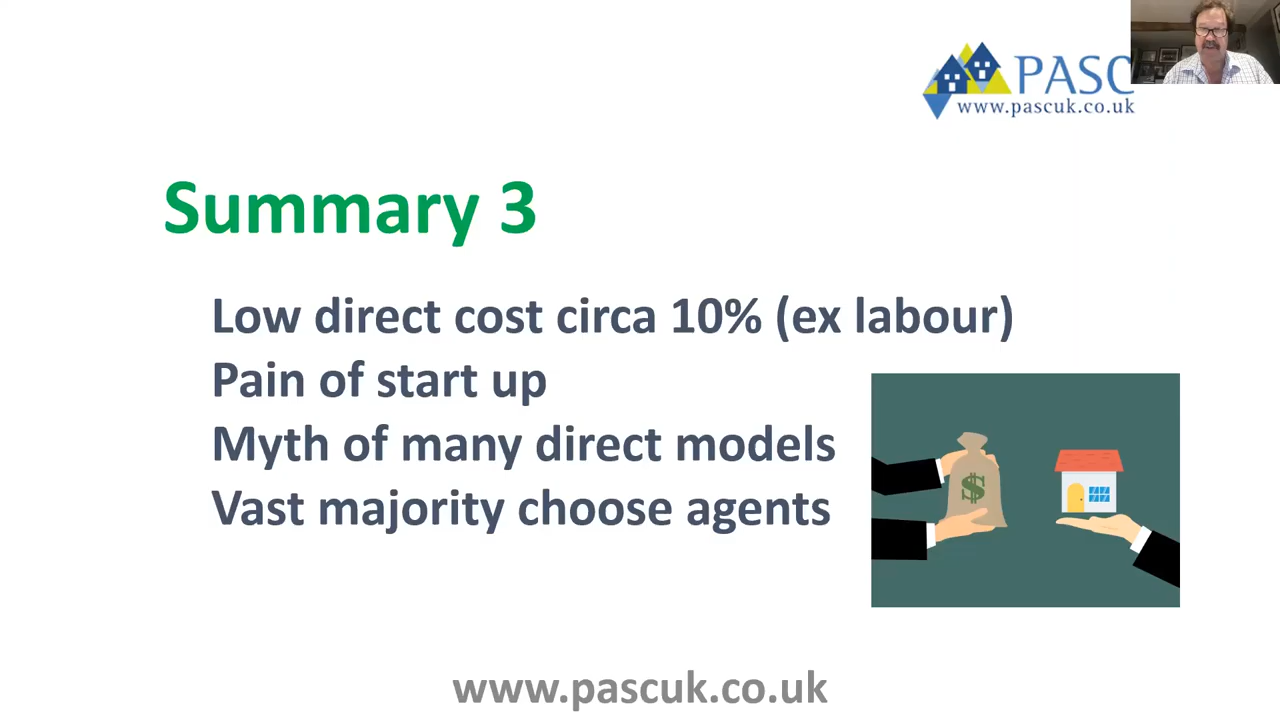 PASC
www.pascuk.co.uk
Summary 3
Low direct cost circa 10% (ex labour)
Pain of start up
Myth of many direct models
Vast majority choose agents
$
www.pascuk.co.uk